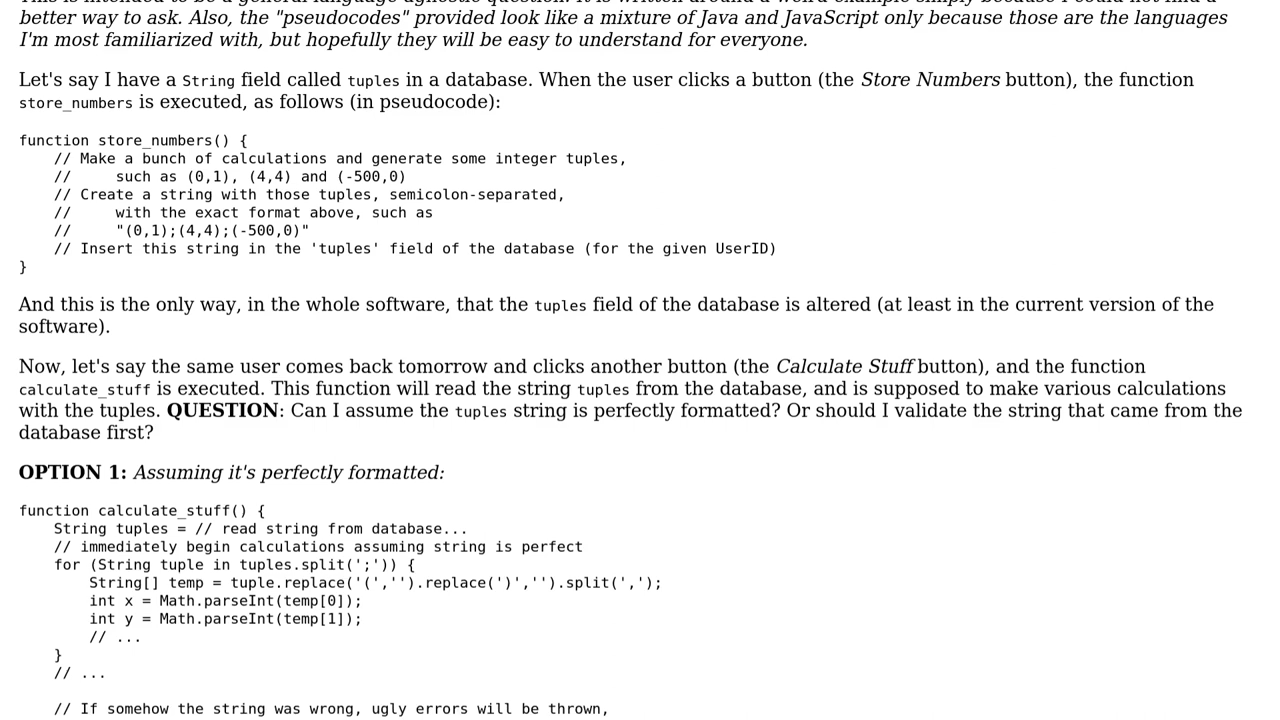 better way to ask. Also, the "pseudocodes" provided look like a mixture of Java and JavaScript only because those are the languages
I'm most familiarized with, but hopefully they will be easy to understand for everyone.
Let's say I have a String field called tuples in a database. When the user clicks a button (the Store Numbers button), the function
store_numbers is executed, as follows (in pseudocode):
function store_numbers() {
    // Make a bunch of calculations and generate some integer tuples,
    //     such as (0,1), (4,4) and (-500,0)
    // Create a string with those tuples, semicolon-separated,
    //     with the exact format above, such as
    //     "(0,1);(4,4);(-500,0)"
    // Insert this string in the 'tuples' field of the database (for the given UserID)
}
And this is the only way, in the whole software, that the tuples field of the database is altered (at least in the current version of the
software).
Now, let's say the same user comes back tomorrow and clicks another button (the Calculate Stuff button), and the function
calculate_stuff is executed. This function will read the string tuples from the database, and is supposed to make various calculations
with the tuples. QUESTION: Can I assume the tuples string is perfectly formatted? Or should I validate the string that came from the
database first?
OPTION 1: Assuming it's perfectly formatted:
function calculate_stuff() {
    String tuples = // read string from database...
    // immediately begin calculations assuming string is perfect
    for (String tuple in tuples.split(';')) {
        String[] temp = tuple.replace('(','').replace(')','').split(',');
        int x = Math.parseInt(temp[0]);
        int y = Math.parseInt(temp[1]);
        // ...
    }
    // ...
    // If somehow the string was wrong, ugly errors will be thrown,